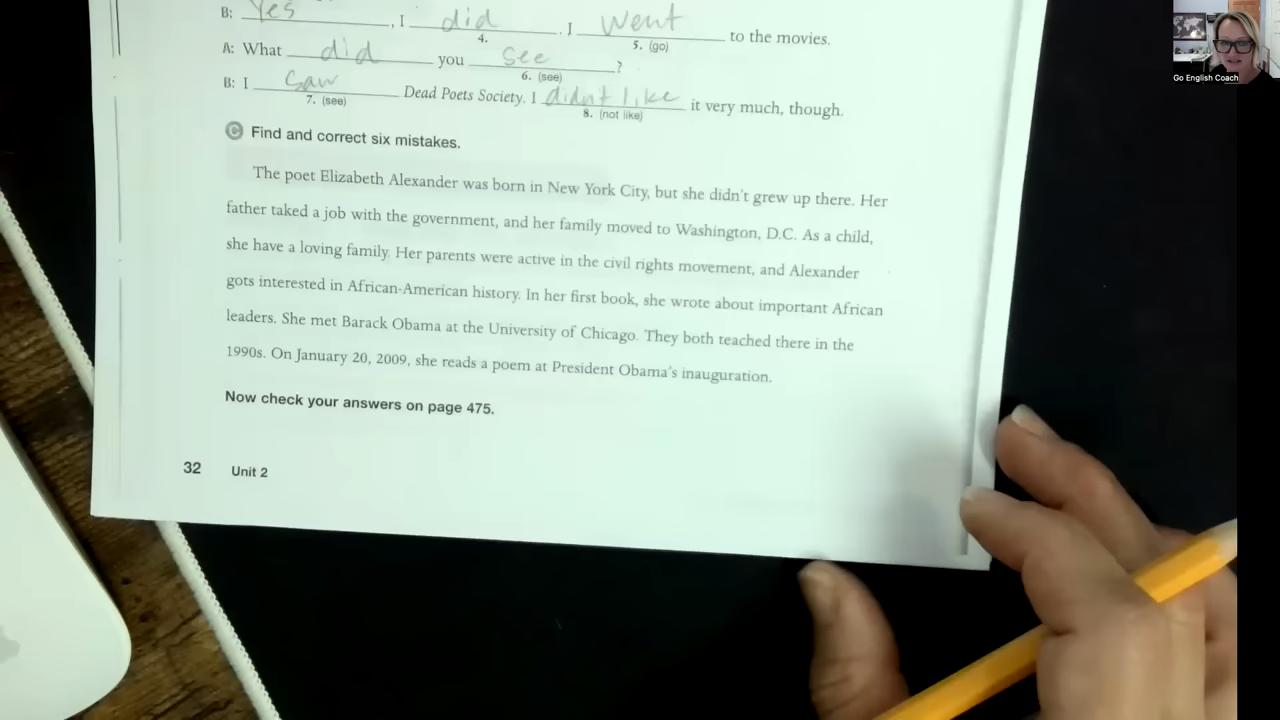 B: Yes , I did . I went to the movies.
4. 5. (go)
A: What did you see ?
6. (see)
B: I saw Dead Poets Society. I didn't like it very much, though.
7. (see) 8. (not like)
C Find and correct six mistakes.
The poet Elizabeth Alexander was born in New York City, but she didn't grew up there. Her
father taked a job with the government, and her family moved to Washington, D.C. As a child,
she have a loving family. Her parents were active in the civil rights movement, and Alexander
gots interested in African-American history. In her first book, she wrote about important African
leaders. She met Barack Obama at the University of Chicago. They both teached there in the
1990s. On January 20, 2009, she reads a poem at President Obama's inauguration.
Now check your answers on page 475.
32 Unit 2
Go English Coach